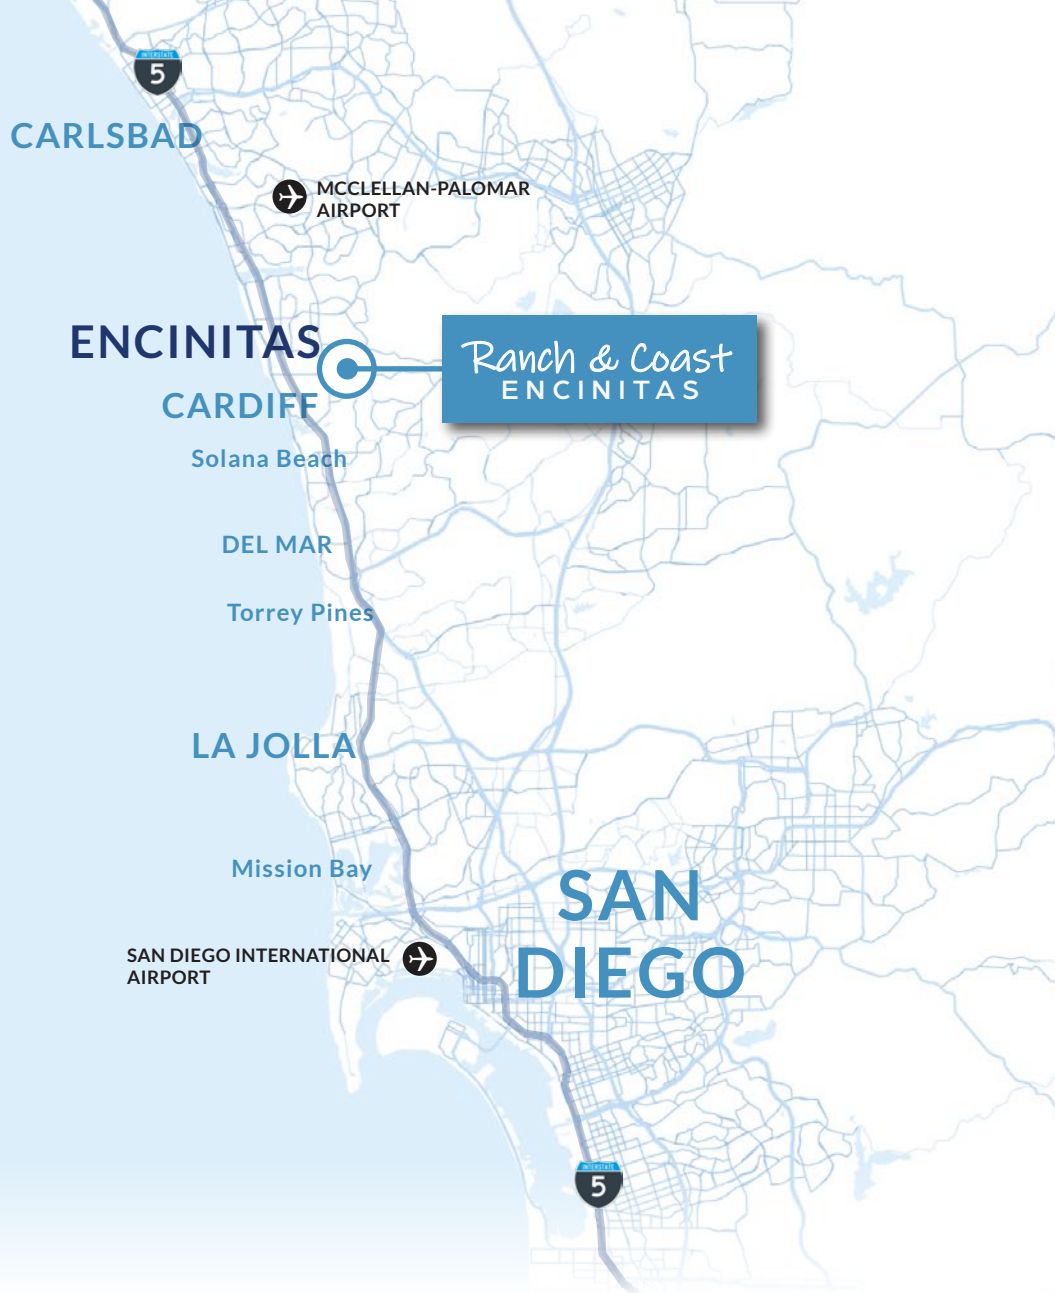 INTERSTATE
5
CARLSBAD
MCCLELLAN-PALOMAR
AIRPORT
ENCINITAS
Ranch & Coast
ENCINITAS
CARDIFF
Solana Beach
DEL MAR
Torrey Pines
LA JOLLA
Mission Bay
SAN
DIEGO
SAN DIEGO INTERNATIONAL
AIRPORT
INTERSTATE
5